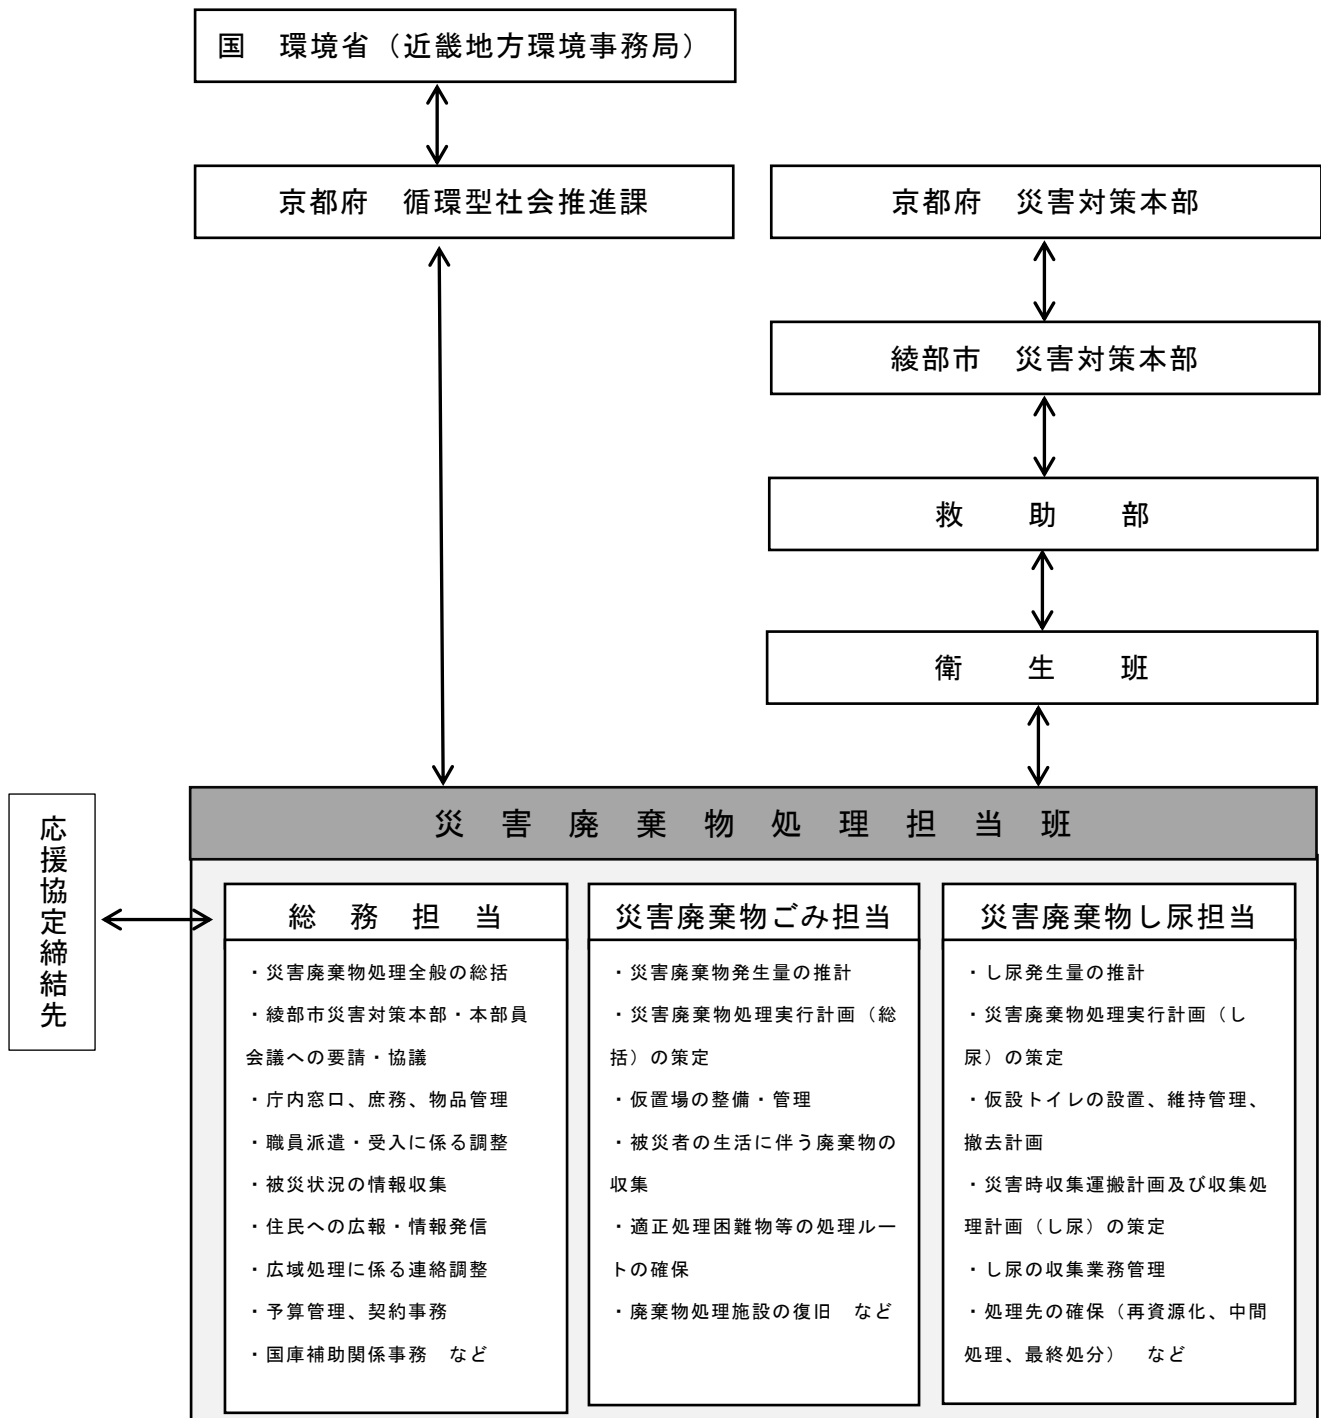 国　環境省（近畿地方環境事務局）
京都府　循環型社会推進課
京都府　災害対策本部
綾部市　災害対策本部
救　助　部
衛　生　班
応援協定締結先
災害廃棄物処理担当班
総務担当
・災害廃棄物処理全般の総括
・綾部市災害対策本部・本部員
会議への要請・協議
・庁内窓口、庶務、物品管理
・職員派遣・受入に係る調整
・被災状況の情報収集
・住民への広報・情報発信
・広域処理に係る連絡調整
・予算管理、契約事務
・国庫補助関係事務　など
災害廃棄物ごみ担当
・災害廃棄物発生量の推計
・災害廃棄物処理実行計画（総
括）の策定
・仮置場の整備・管理
・被災者の生活に伴う廃棄物の
収集
・適正処理困難物等の処理ルー
トの確保
・廃棄物処理施設の復旧　など
災害廃棄物し尿担当
・し尿発生量の推計
・災害廃棄物処理実行計画（し
尿）の策定
・仮設トイレの設置、維持管理、
撤去計画
・災害時収集運搬計画及び収集処
理計画（し尿）の策定
・し尿の収集業務管理
・処理先の確保（再資源化、中間
処理、最終処分）　など